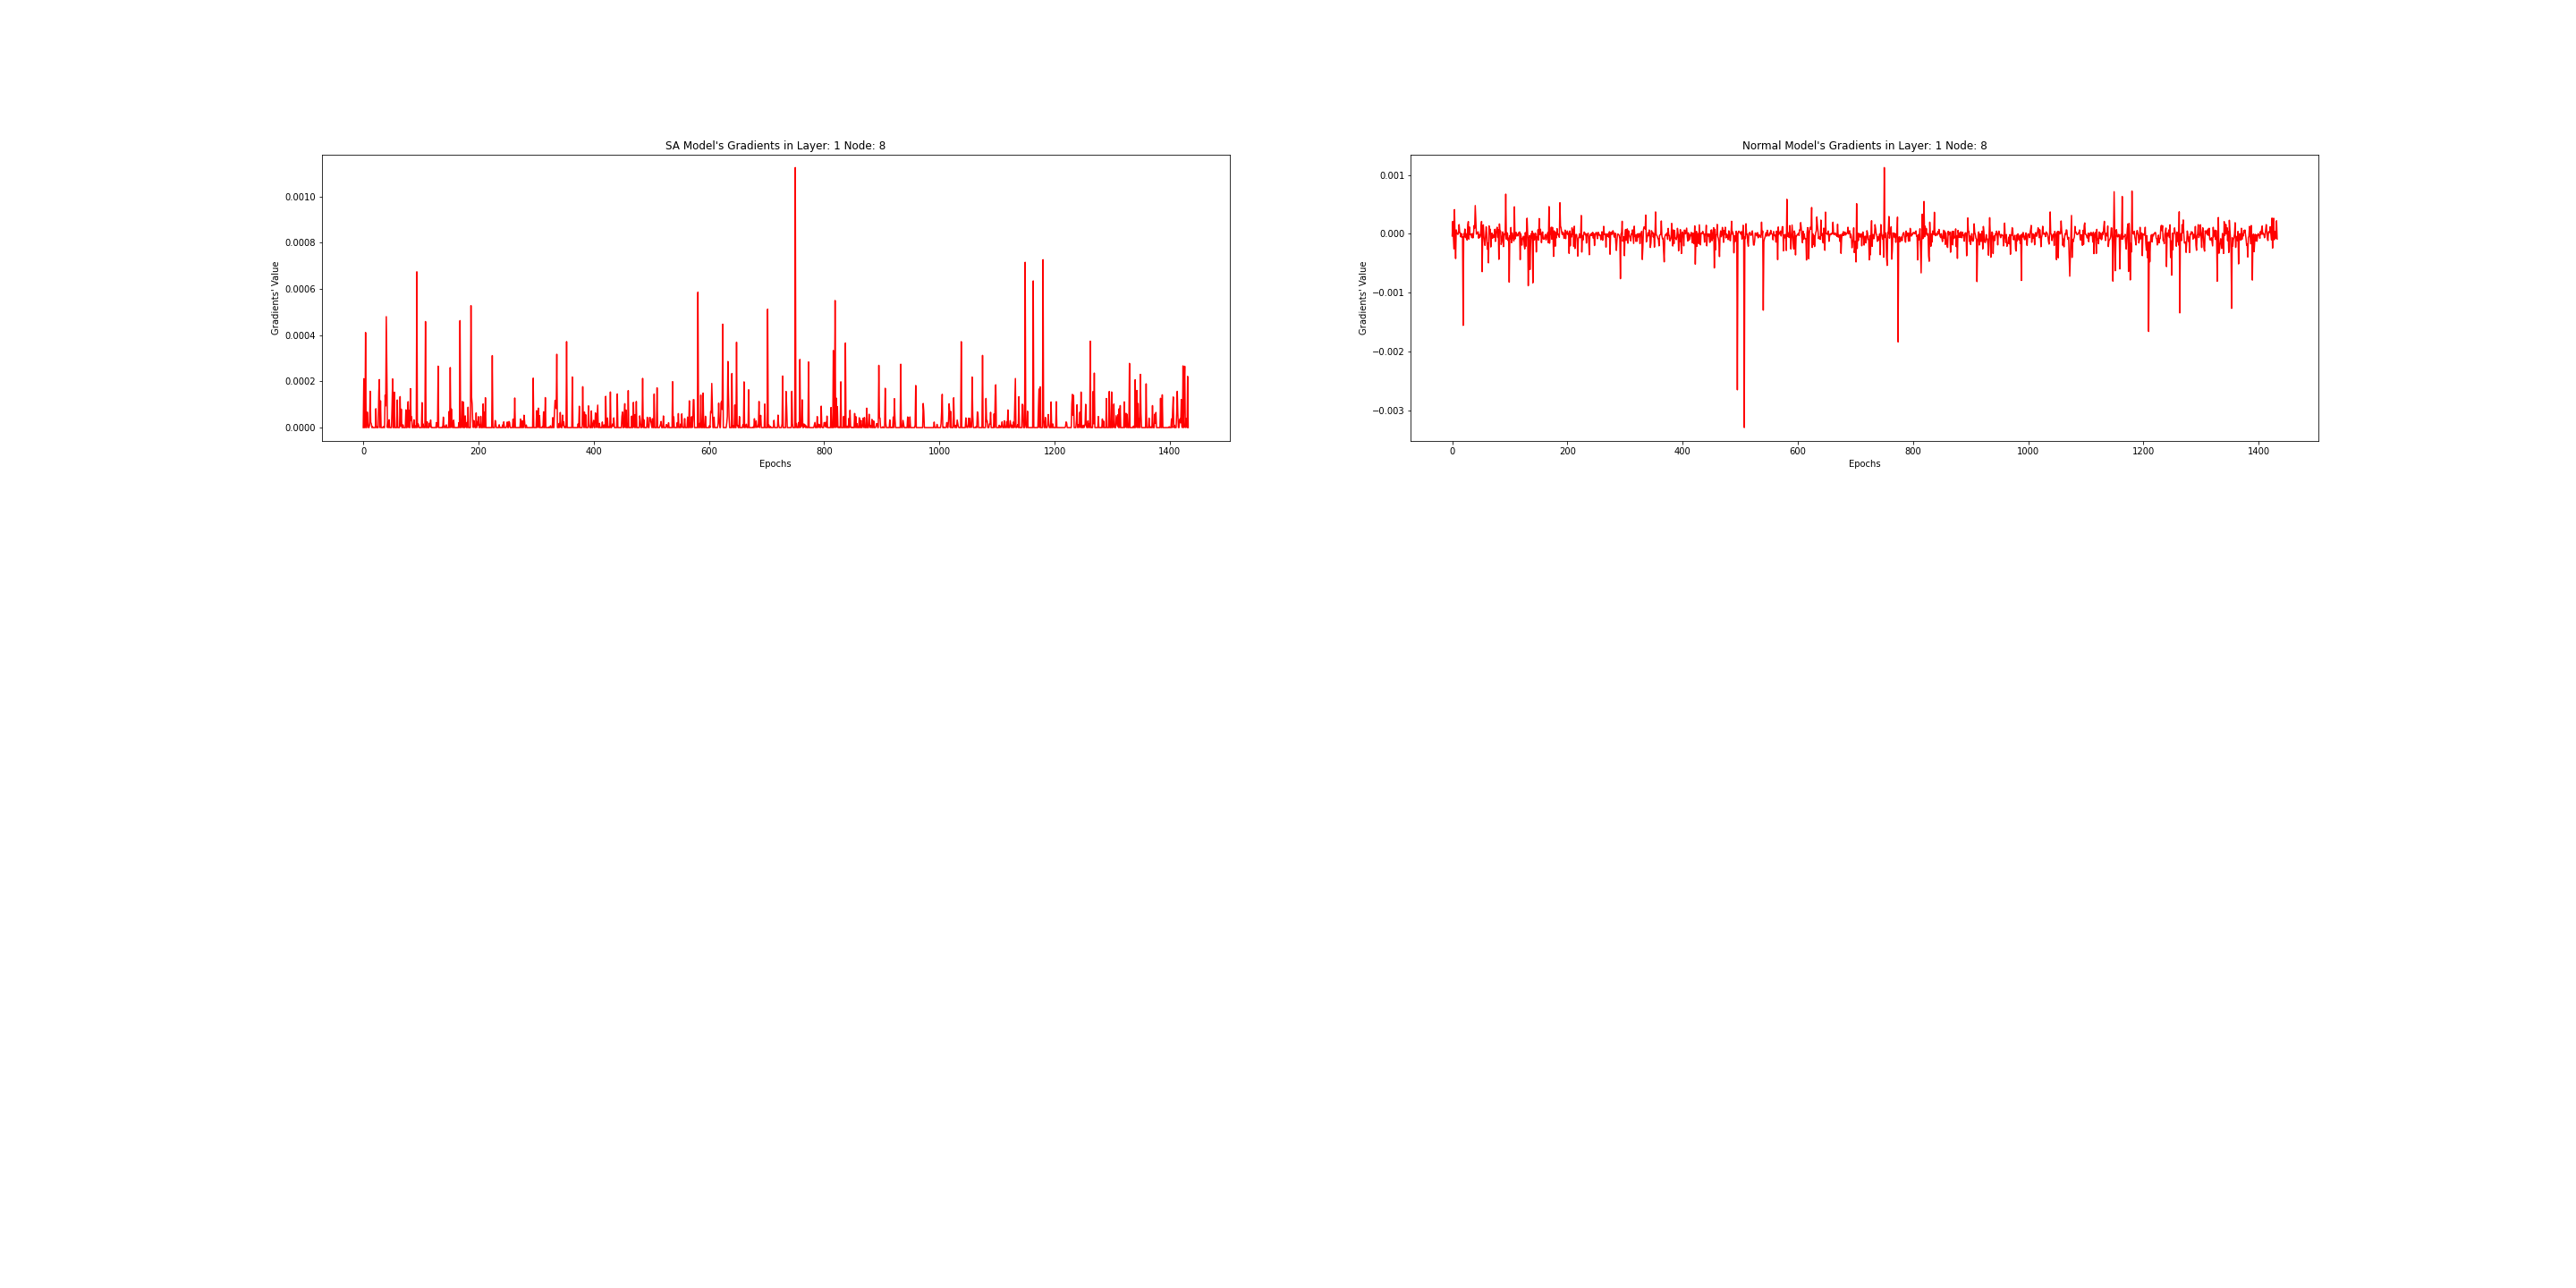 SA Model's Gradients in Layer: 1 Node: 8
Gradients' Value
0.0010
0.0008
0.0006
0.0004
0.0002
0.0000
0 200 400 600 800 1000 1200 1400
Epochs
Normal Model's Gradients in Layer: 1 Node: 8
Gradients' Value
0.001
0.000
−0.001
−0.002
−0.003
0 200 400 600 800 1000 1200 1400
Epochs